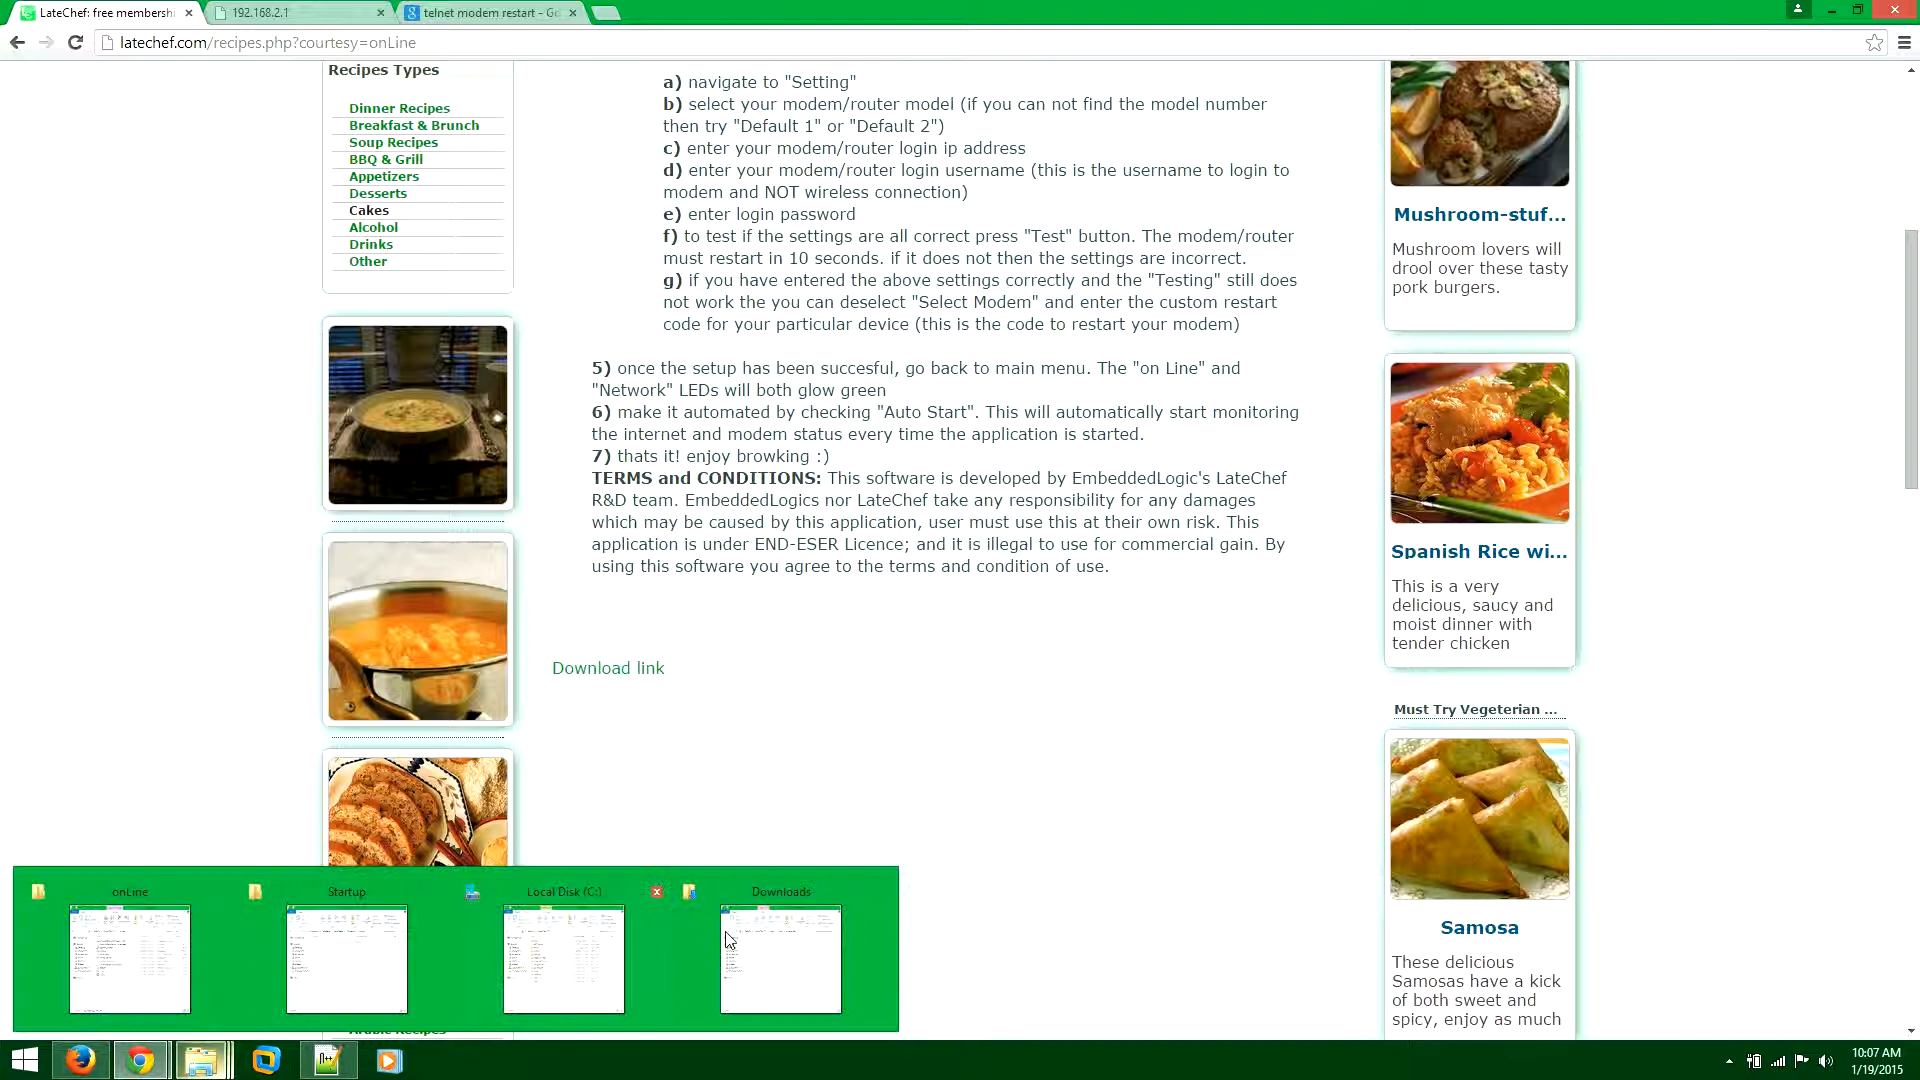 LateChef: free membersh
192.168.2.1
telnet modem restart - Go
latechef.com/recipes.php?courtesy=onLine
Recipes Types
Dinner Recipes
Breakfast & Brunch
Soup Recipes
BBQ & Grill
Appetizers
Desserts
Cakes
Alcohol
Drinks
Other
a) navigate to "Setting"
b) select your modem/router model (if you can not find the model number
then try "Default 1" or "Default 2")
c) enter your modem/router login ip address
d) enter your modem/router login username (this is the username to login to
modem and NOT wireless connection)
e) enter login password
f) to test if the settings are all correct press "Test" button. The modem/router
must restart in 10 seconds. if it does not then the settings are incorrect.
g) if you have entered the above settings correctly and the "Testing" still does
not work the you can deselect "Select Modem" and enter the custom restart
code for your particular device (this is the code to restart your modem)
5) once the setup has been succesful, go back to main menu. The "on Line" and
"Network" LEDs will both glow green
6) make it automated by checking "Auto Start". This will automatically start monitoring
the internet and modem status every time the application is started.
7) thats it! enjoy browking :)
TERMS and CONDITIONS: This software is developed by EmbeddedLogic's LateChef
R&D team. EmbeddedLogics nor LateChef take any responsibility for any damages
which may be caused by this application, user must use this at their own risk. This
application is under END-ESER Licence; and it is illegal to use for commercial gain. By
using this software you agree to the terms and condition of use.
Download link
Mushroom-stuf...
Mushroom lovers will
drool over these tasty
pork burgers.
Spanish Rice wi...
This is a very
delicious, saucy and
moist dinner with
tender chicken
Must Try Vegeterian ...
Samosa
These delicious
Samosas have a kick
of both sweet and
spicy, enjoy as much
onLine
Startup
Local Disk (C:)
Downloads
Arabic Recipes
10:07 AM
1/19/2015